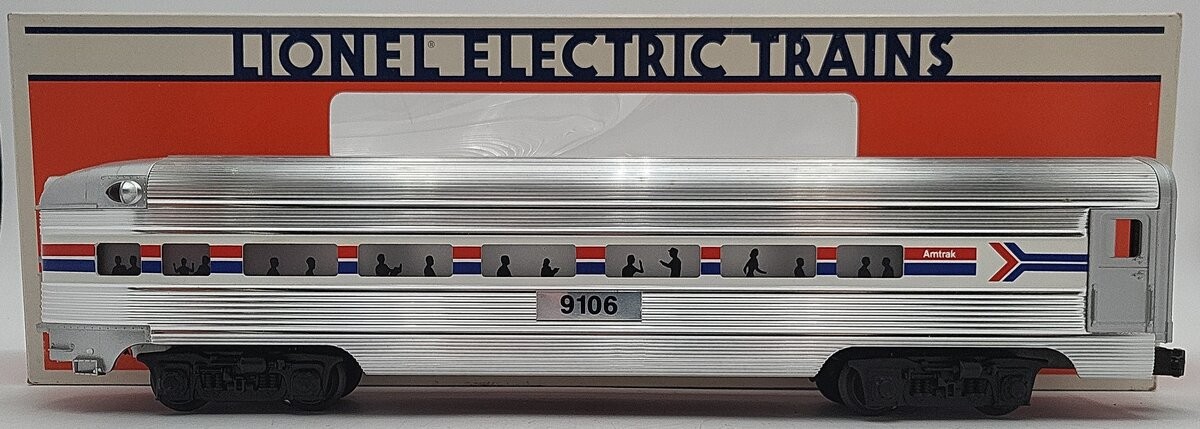 LIONEL® ELECTRIC TRAINS
Amtrak
9106